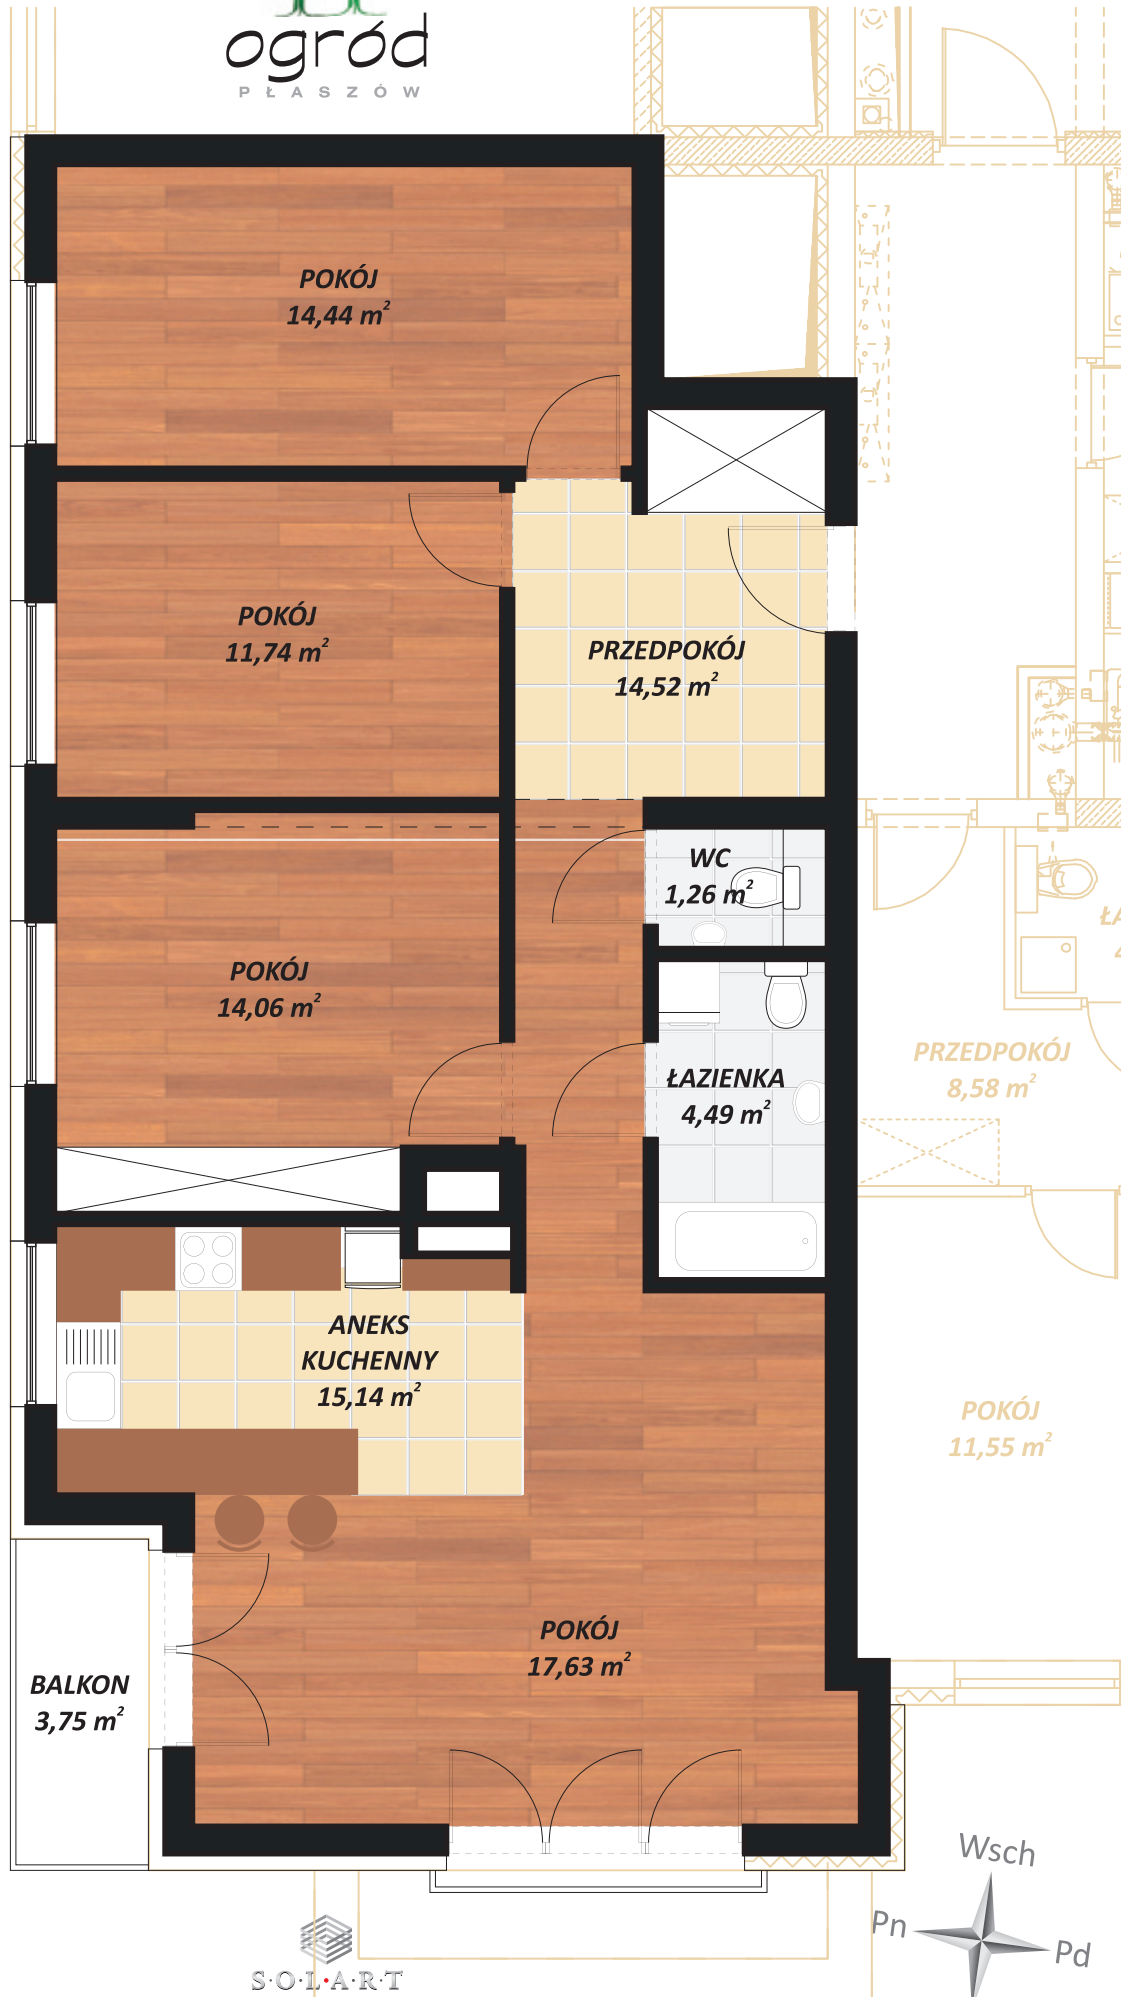 ogród
PŁASZÓW
POKÓJ
14,44 m²
POKÓJ
11,74 m²
PRZEDPOKÓJ
14,52 m²
WC
1,26 m²
POKÓJ
14,06 m²
ŁAZIENKA
4,49 m²
ŁA
4
PRZEDPOKÓJ
8,58 m²
ANEKS
KUCHENNY
15,14 m²
POKÓJ
11,55 m²
POKÓJ
17,63 m²
BALKON
3,75 m²
Wsch
Pn
Pd
S·O·L·A·R·T